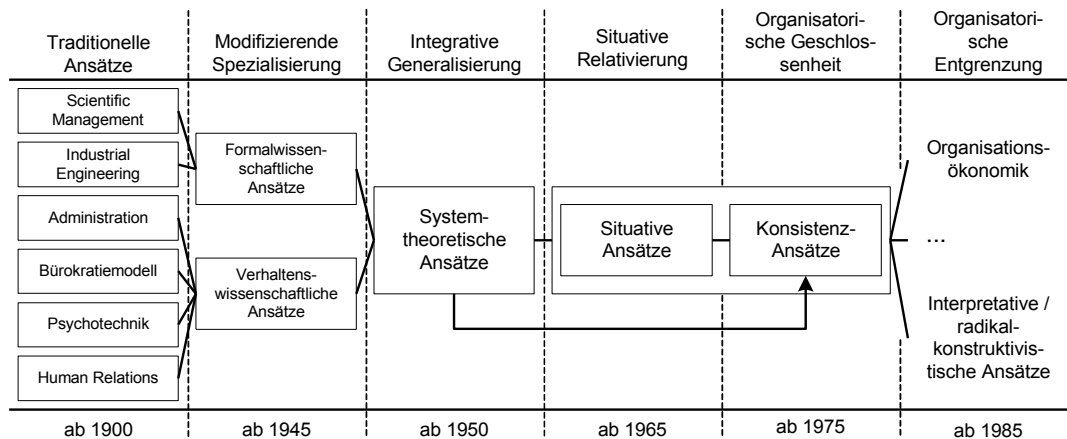 Traditionelle
Ansätze
Modifizierende
Spezialisierung
Integrative
Generalisierung
Situative
Relativierung
Organisatori-
sche Geschlos-
senheit
Organisatori-
sche
Entgrenzung
Scientific
Management
Industrial
Engineering
Administration
Bürokratiemodell
Psychotechnik
Human Relations
Formalwissen-
schaftliche
Ansätze
Verhaltens-
wissenschaftliche
Ansätze
System-
theoretische
Ansätze
Situative
Ansätze
Konsistenz-
Ansätze
Organisations-
ökonomik
...
Interpretative /
radikal-
konstruktivis-
tische Ansätze
ab 1900
ab 1945
ab 1950
ab 1965
ab 1975
ab 1985